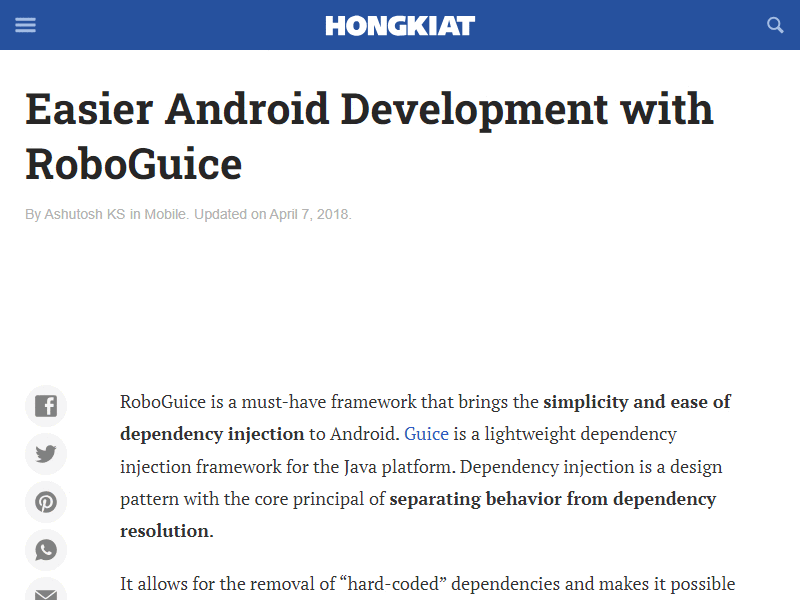 HONGKIAT
Easier Android Development with
RoboGuice
By Ashutosh KS in Mobile. Updated on April 7, 2018.
RoboGuice is a must-have framework that brings the simplicity and ease of
dependency injection to Android. Guice is a lightweight dependency
injection framework for the Java platform. Dependency injection is a design
pattern with the core principal of separating behavior from dependency
resolution.
It allows for the removal of “hard-coded” dependencies and makes it possible